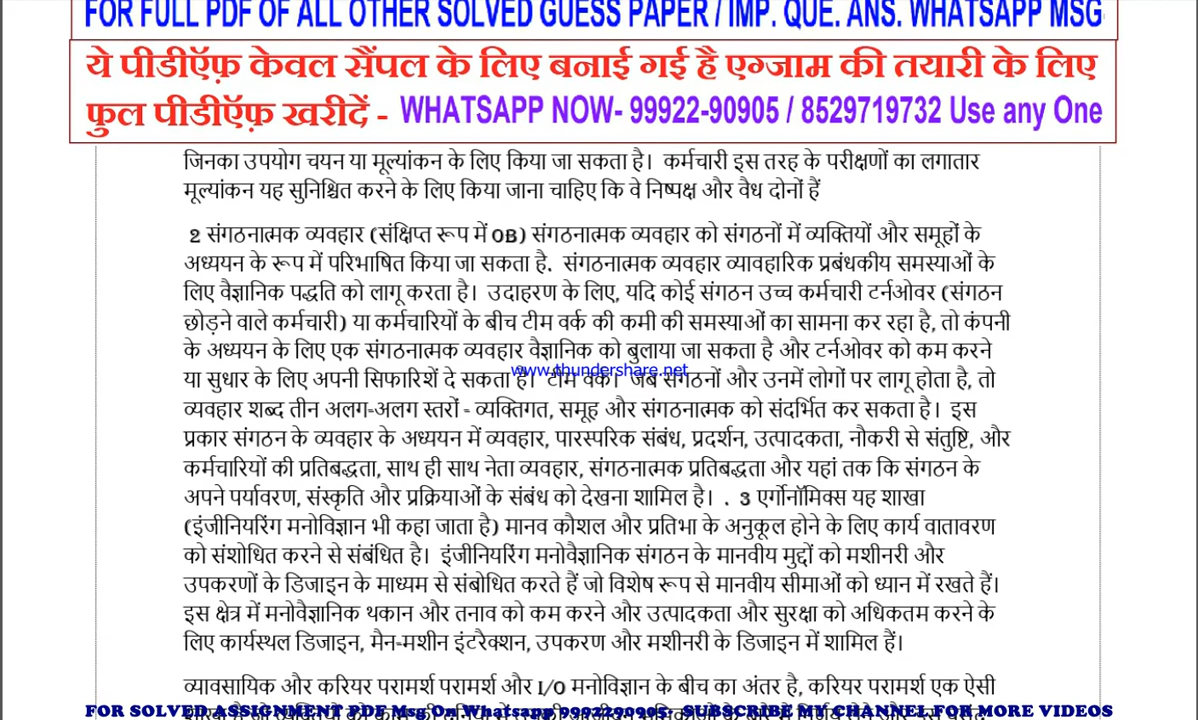 FOR FULL PDF OF ALL OTHER SOLVED GUESS PAPER / IMP. QUE. ANS. WHATSAPP MSG
ये पीडीऍफ़ केवल सैंपल के लिए बनाई गई है एग्जाम की तयारी के लिए
फुल पीडीऍफ़ खरीदें - WHATSAPP NOW- 99922-90905 / 8529719732 Use any One
जिनका उपयोग चयन या मूल्यांकन के लिए किया जा सकता है। कर्मचारी इस तरह के परीक्षणों का लगातार
मूल्यांकन यह सुनिश्चित करने के लिए किया जाना चाहिए कि वे निष्पक्ष और वैध दोनों हैं
2 संगठनात्मक व्यवहार (संक्षिप्त रूप में OB) संगठनात्मक व्यवहार को संगठनों में व्यक्तियों और समूहों के
अध्ययन के रूप में परिभाषित किया जा सकता है. संगठनात्मक व्यवहार व्यावहारिक प्रबंधकीय समस्याओं के
लिए वैज्ञानिक पद्धति को लागू करता है। उदाहरण के लिए, यदि कोई संगठन उच्च कर्मचारी टर्नओवर (संगठन
छोड़ने वाले कर्मचारी) या कर्मचारियों के बीच टीम वर्क की कमी की समस्याओं का सामना कर रहा है, तो कंपनी
के अध्ययन के लिए एक संगठनात्मक व्यवहार वैज्ञानिक को बुलाया जा सकता है और टर्नओवर को कम करने
www.thundershare.net
या सुधार के लिए अपनी सिफारिशें दे सकता है। टीम वर्क। जब संगठनों और उनमें लोगों पर लागू होता है, तो
व्यवहार शब्द तीन अलग-अलग स्तरों - व्यक्तिगत, समूह और संगठनात्मक को संदर्भित कर सकता है। इस
प्रकार संगठन के व्यवहार के अध्ययन में व्यवहार, पारस्परिक संबंध, प्रदर्शन, उत्पादकता, नौकरी से संतुष्टि, और
कर्मचारियों की प्रतिबद्धता, साथ ही साथ नेता व्यवहार, संगठनात्मक प्रतिबद्धता और यहां तक कि संगठन के
अपने पर्यावरण, संस्कृति और प्रक्रियाओं के संबंध को देखना शामिल है। . 3 एर्गोनॉमिक्स यह शाखा
(इंजीनियरिंग मनोविज्ञान भी कहा जाता है) मानव कौशल और प्रतिभा के अनुकूल होने के लिए कार्य वातावरण
को संशोधित करने से संबंधित है। इंजीनियरिंग मनोवैज्ञानिक संगठन के मानवीय मुद्दों को मशीनरी और
उपकरणों के डिजाइन के माध्यम से संबोधित करते हैं जो विशेष रूप से मानवीय सीमाओं को ध्यान में रखते हैं।
इस क्षेत्र में मनोवैज्ञानिक थकान और तनाव को कम करने और उत्पादकता और सुरक्षा को अधिकतम करने के
लिए कार्यस्थल डिजाइन, मैन-मशीन इंटरैक्शन, उपकरण और मशीनरी के डिजाइन में शामिल हैं।
व्यावसायिक और करियर परामर्श परामर्श और I/O मनोविज्ञान के बीच का अंतर है, करियर परामर्श एक ऐसी
FOR SOLVED ASSIGNMENT PDF Msg On Whatsapp 9992290905 SUBSCRIBE MY CHANNEL FOR MORE VIDEOS